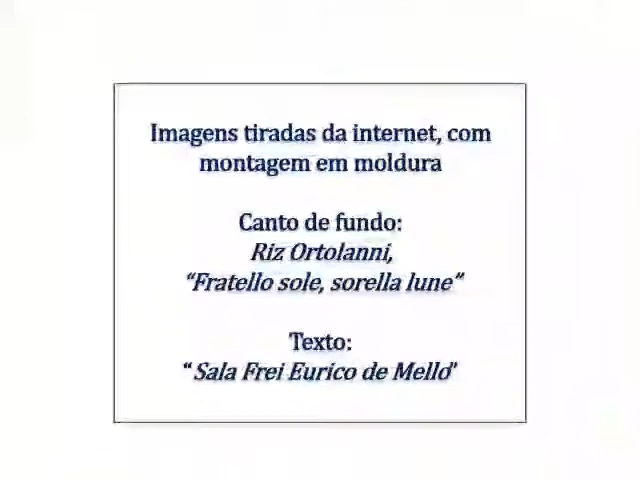 Imagens tiradas da internet, com
montagem em moldura
Canto de fundo:
Riz Ortolanni,
“Fratello sole, sorella lune”
Texto:
“Sala Frei Eurico de Mello”